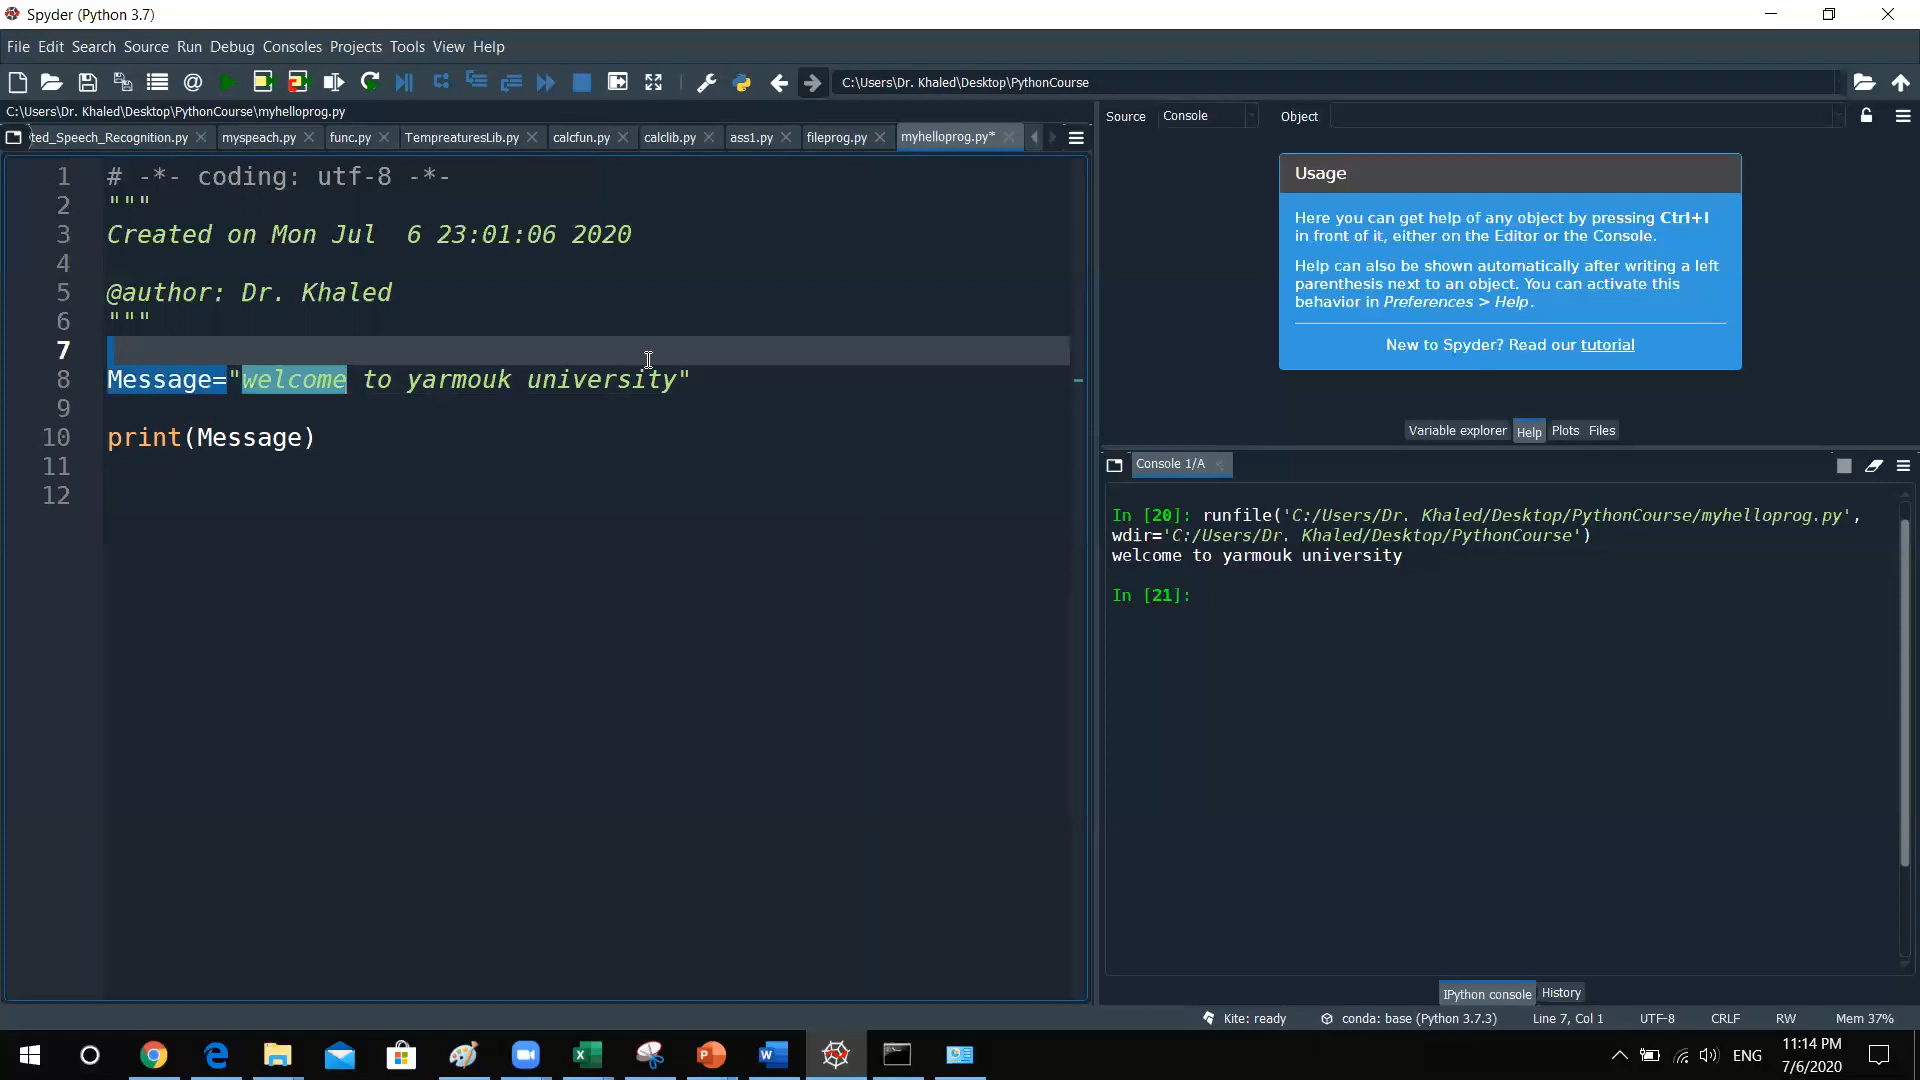 Spyder (Python 3.7)
File Edit Search Source Run Debug Consoles Projects Tools View Help
C:\Users\Dr. Khaled\Desktop\PythonCourse
C:\Users\Dr. Khaled\Desktop\PythonCourse\myhelloprog.py
ted_Speech_Recognition.py myspeach.py func.py TempreaturesLib.py calcfun.py calclib.py ass1.py fileprog.py myhelloprog.py*
1 # -*- coding: utf-8 -*-
2 """
3 Created on Mon Jul  6 23:01:06 2020
4
5 @author: Dr. Khaled
6 """
7
8 Message="welcome to yarmouk university"
9
10 print(Message)
11
12
Source Console Object
Usage
Here you can get help of any object by pressing Ctrl+I
in front of it, either on the Editor or the Console.
Help can also be shown automatically after writing a left
parenthesis next to an object. You can activate this
behavior in Preferences > Help.
New to Spyder? Read our tutorial
Variable explorer Help Plots Files
Console 1/A
In [20]: runfile('C:/Users/Dr. Khaled/Desktop/PythonCourse/myhelloprog.py',
wdir='C:/Users/Dr. Khaled/Desktop/PythonCourse')
welcome to yarmouk university
In [21]:
IPython console History
Kite: ready conda: base (Python 3.7.3) Line 7, Col 1 UTF-8 CRLF RW Mem 37%
ENG
11:14 PM
7/6/2020